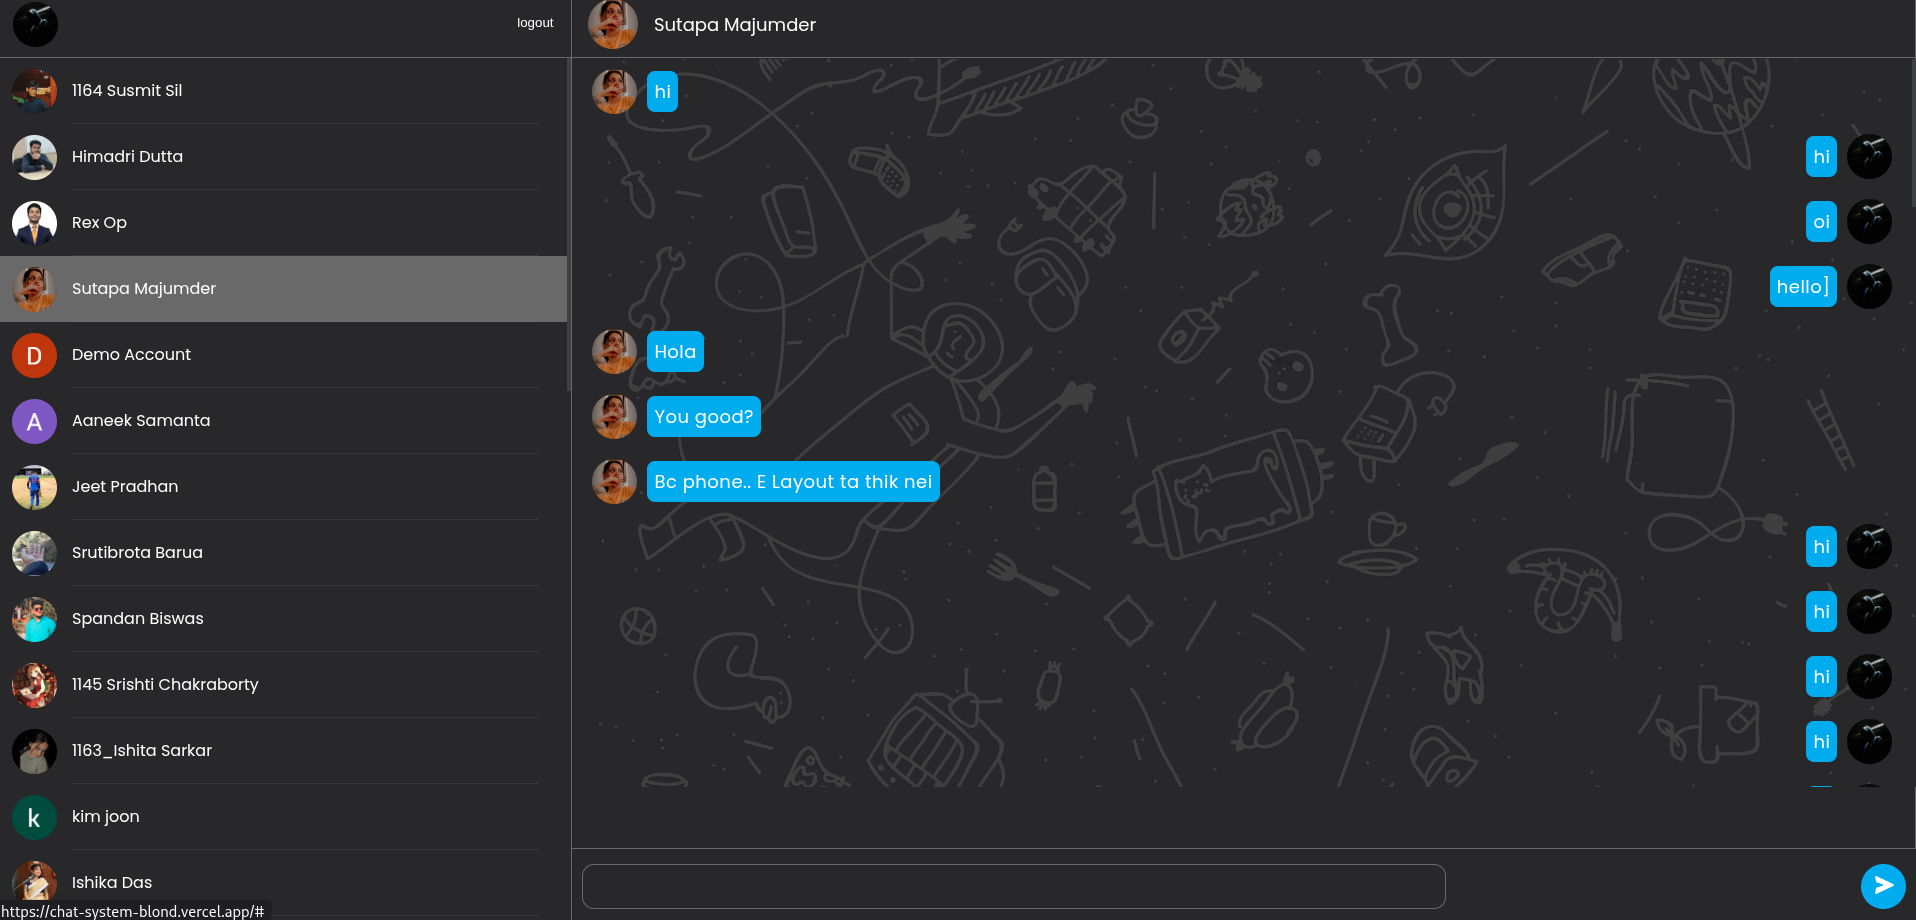 logout
1164 Susmit Sil
Himadri Dutta
Rex Op
Sutapa Majumder
D
Demo Account
A
Aaneek Samanta
Jeet Pradhan
Srutibrota Barua
Spandan Biswas
1145 Srishti Chakraborty
1163_Ishita Sarkar
k
kim joon
Ishika Das
https://chat-system-blond.vercel.app/#
Sutapa Majumder
hi
hi
oi
hello]
Hola
You good?
Bc phone.. E Layout ta thik nei
hi
hi
hi
hi